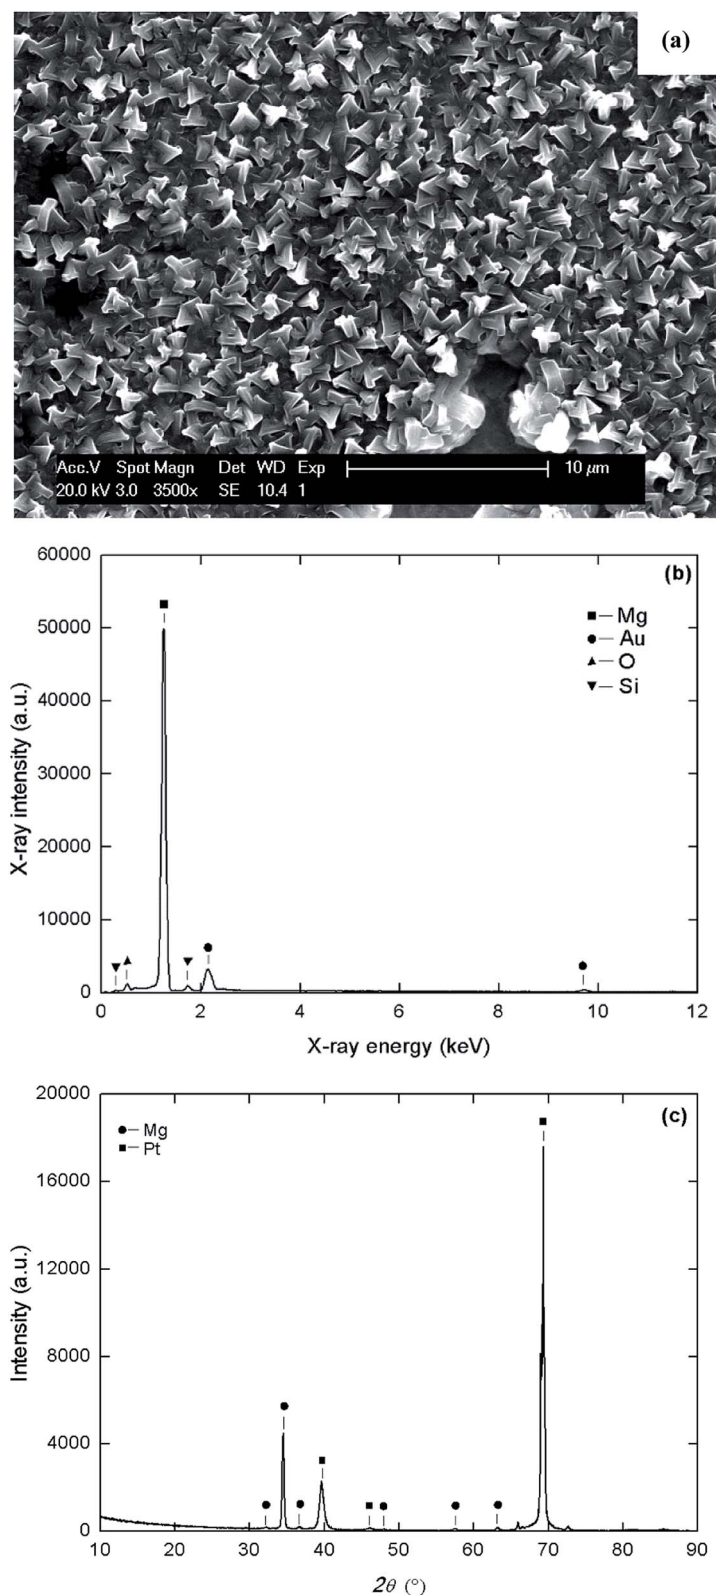 (a)
Acc.V Spot Magn Det WD Exp
20.0 kV 3.0 3500x SE 10.4 1
10 µm
(b)
60000
50000
40000
30000
20000
10000
0
X-ray intensity (a.u.)
Mg
Au
O
Si
0 2 4 6 8 10 12
X-ray energy (keV)
(c)
20000
16000
12000
8000
4000
0
Intensity (a.u.)
Mg
Pt
10 20 30 40 50 60 70 80 90
2θ (°)